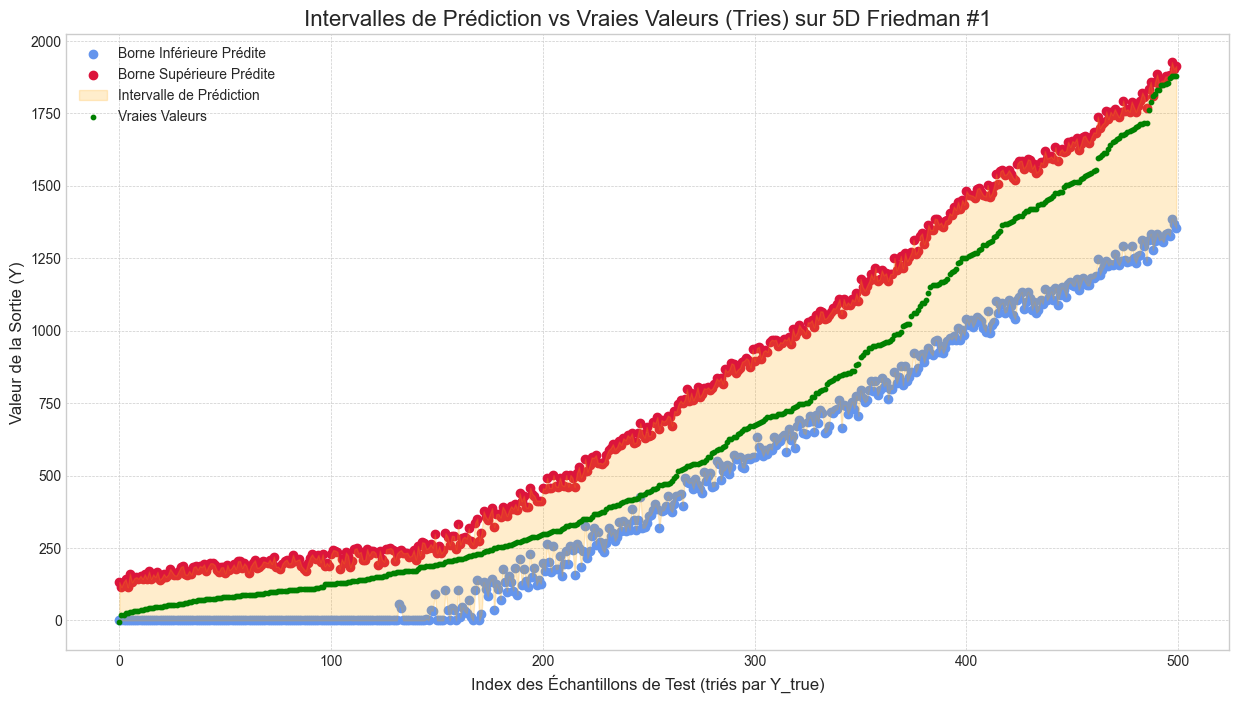 Intervalles de Prédiction vs Vraies Valeurs (Tries) sur 5D Friedman #1
Borne Inférieure Prédite
Borne Supérieure Prédite
Intervalle de Prédiction
Vraies Valeurs
Valeur de la Sortie (Y)
2000
1750
1500
1250
1000
750
500
250
0
0 100 200 300 400 500
Index des Échantillons de Test (triés par Y_true)